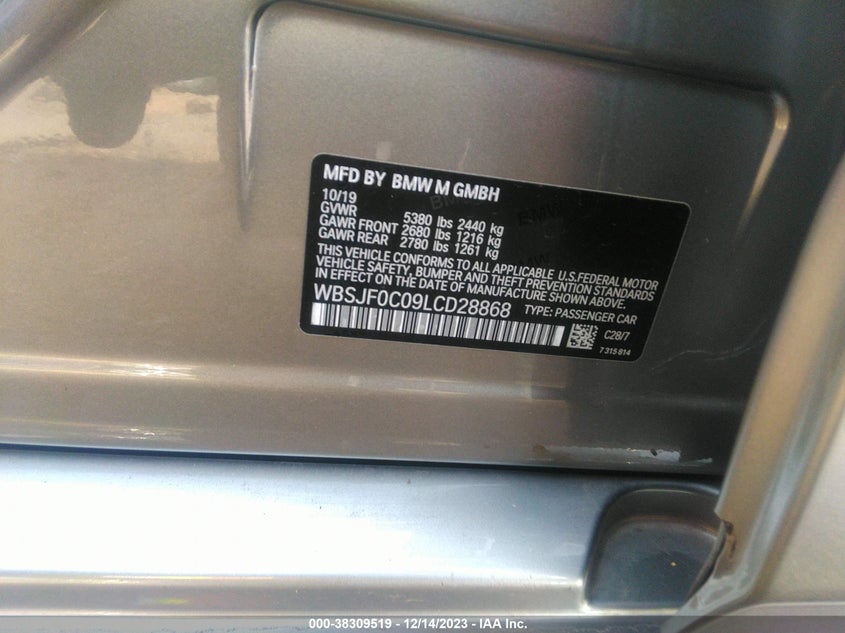 MFD BY BMW M GMBH
10/19
GVWR 5380 lbs 2440 kg
GAWR FRONT 2680 lbs 1216 kg
GAWR REAR 2780 lbs 1261 kg
THIS VEHICLE CONFORMS TO ALL APPLICABLE U.S.FEDERAL MOTOR
VEHICLE SAFETY, BUMPER AND THEFT PREVENTION STANDARDS
IN EFFECT ON THE DATE OF MANUFACTURE SHOWN ABOVE.
WBSJF0C09LCD28868 TYPE: PASSENGER CAR
C28/7
7 315 814
000-38309519 - 12/14/2023 - IAA Inc.